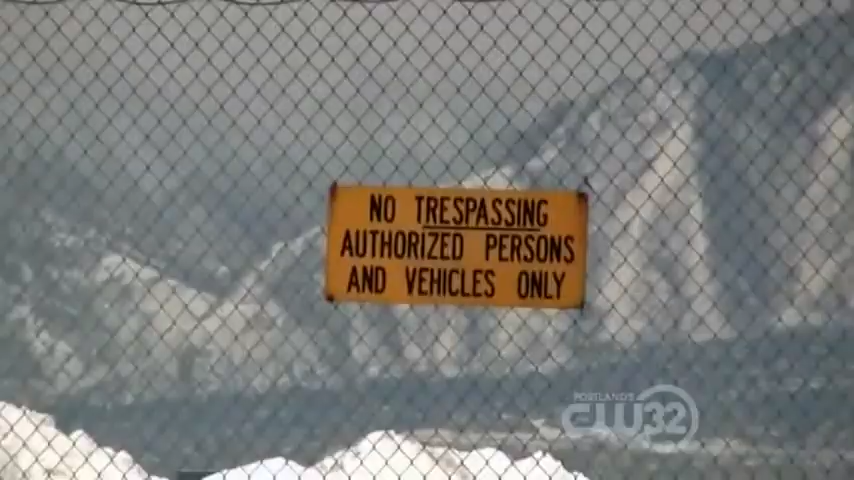 NO TRESPASSING
AUTHORIZED PERSONS
AND VEHICLES ONLY
PORTLAND'S
CW32